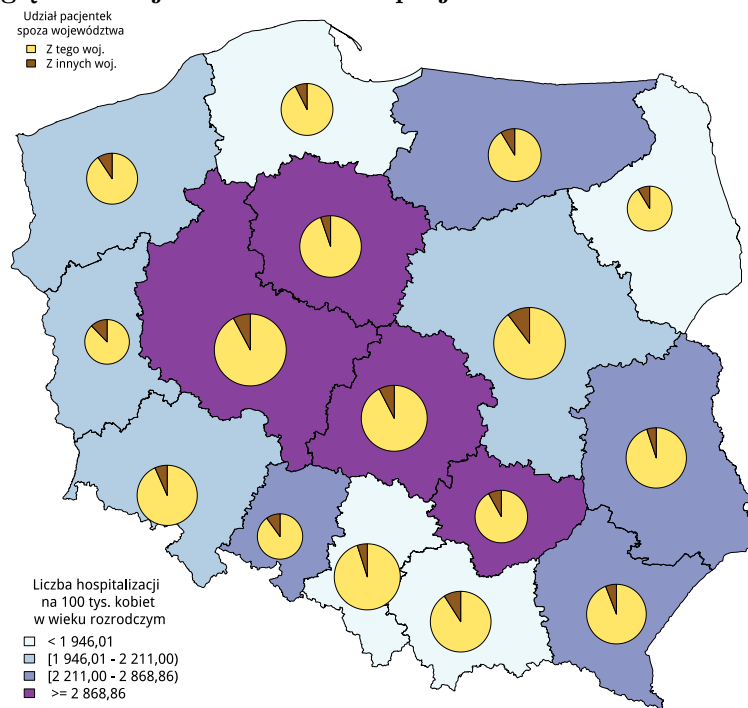 Udział pacjentek
spoza województwa
Z tego woj.
Z innych woj.
Liczba hospitalizacji
na 100 tys. kobiet
w wieku rozrodczym
< 1 946,01
[1 946,01 - 2 211,00)
[2 211,00 - 2 868,86)
>= 2 868,86